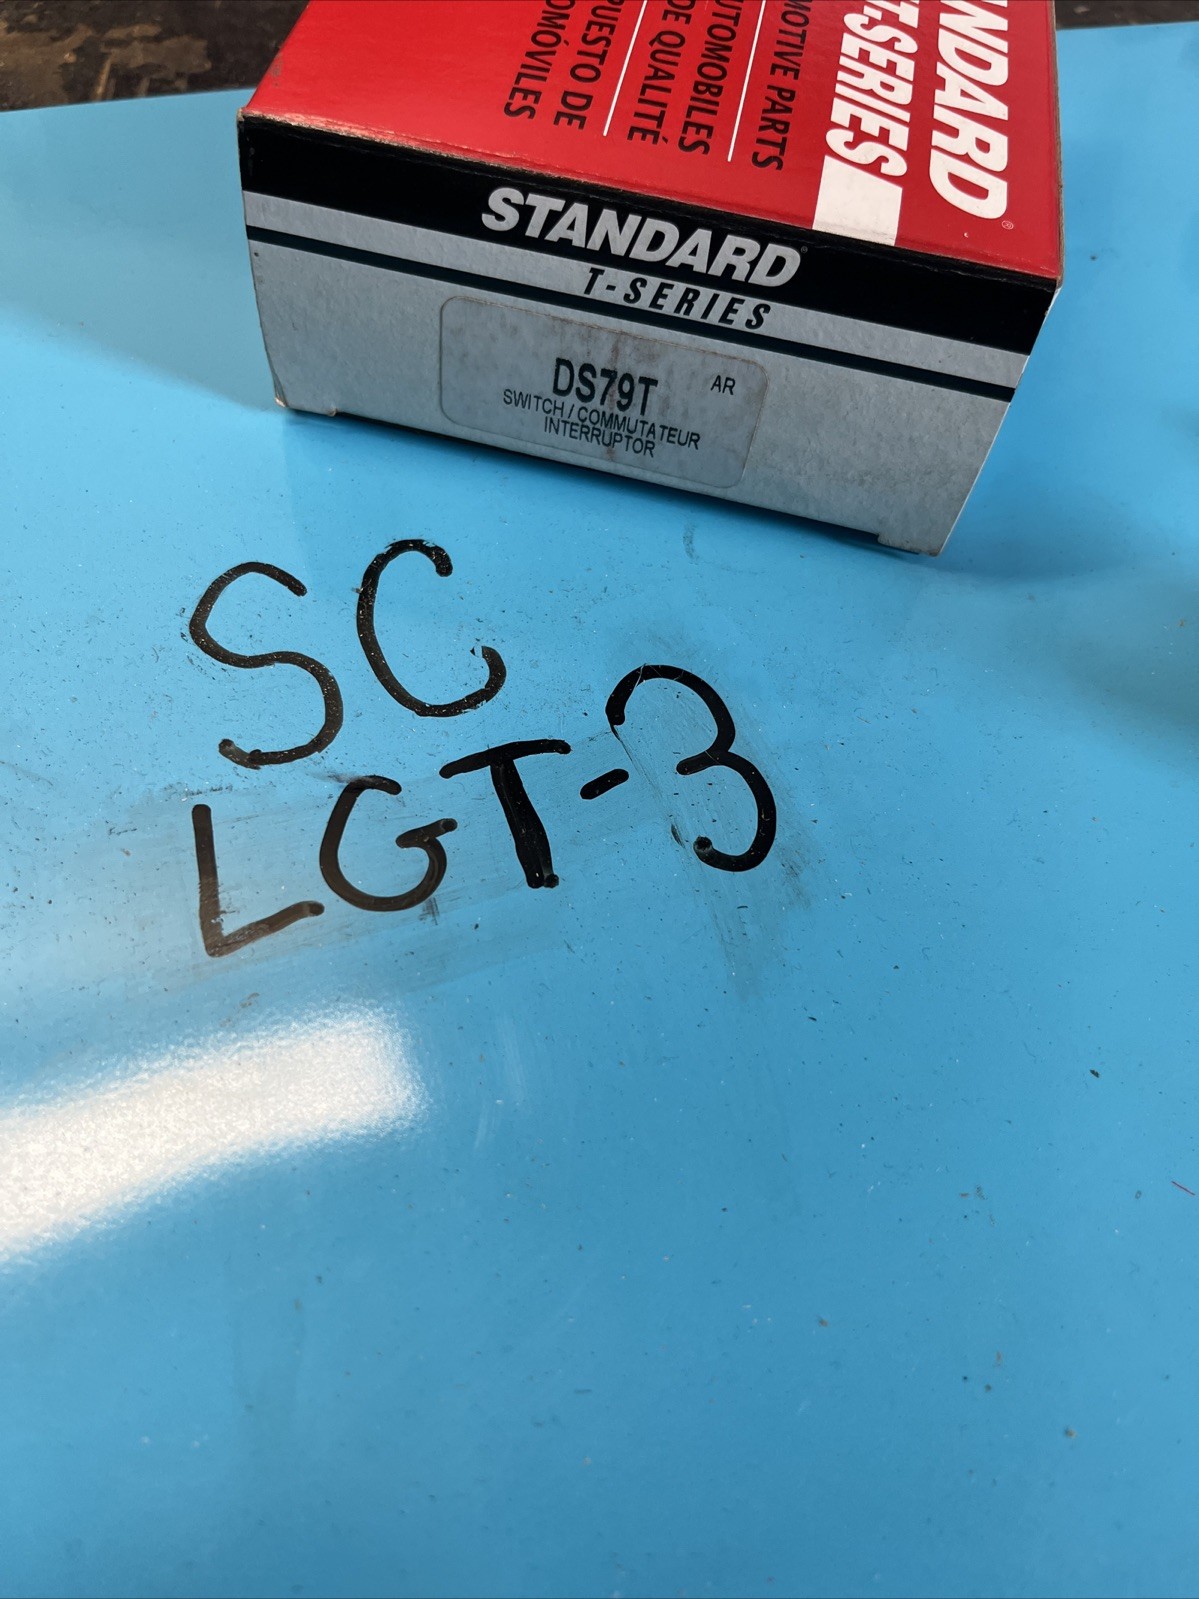 STANDARD
T-SERIES
MOTIVE PARTS
AUTOMOBILES
DE QUALITÉ
PUESTO DE
OMÓVILES
STANDARD
T-SERIES
DS79T AR
SWITCH / COMMUTATEUR
INTERRUPTOR
SC
LGT-3